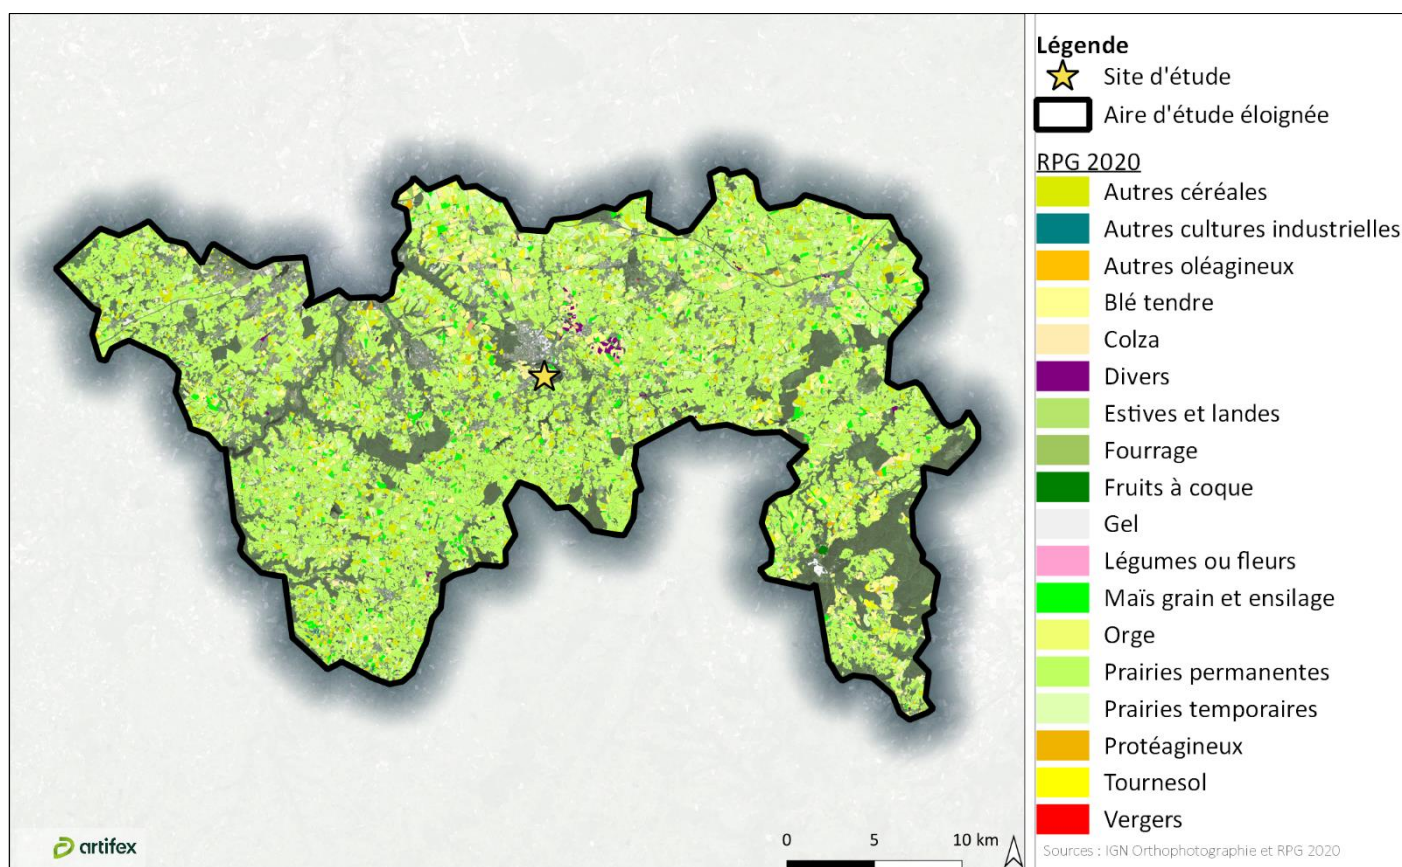 Légende
Site d'étude
Aire d'étude éloignée
RPG 2020
Autres céréales
Autres cultures industrielles
Autres oléagineux
Blé tendre
Colza
Divers
Estives et landes
Fourrage
Fruits à coque
Gel
Légumes ou fleurs
Maïs grain et ensilage
Orge
Prairies permanentes
Prairies temporaires
Protéagineux
Tournesol
Vergers
Sources : IGN Orthophotographie et RPG 2020
0 5 10 km
artifex